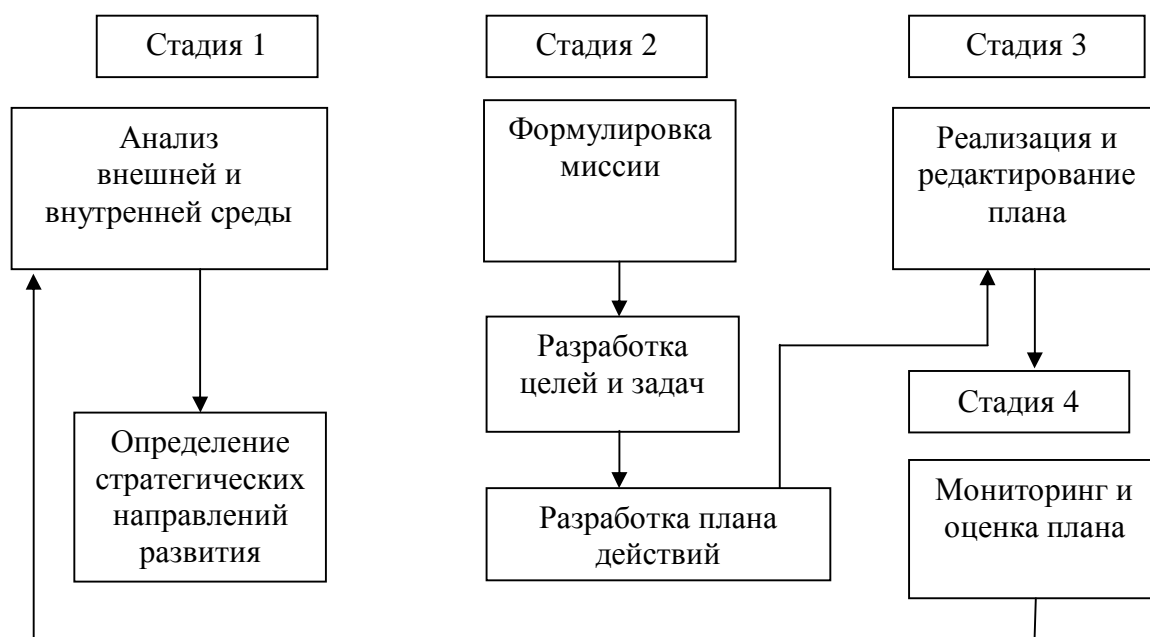 Стадия 1
Анализ
внешней и
внутренней среды
Определение
стратегических
направлений
развития
Стадия 2
Формулировка
миссии
Разработка
целей и задач
Разработка плана
действий
Стадия 3
Реализация и
редактирование
плана
Стадия 4
Мониторинг и
оценка плана